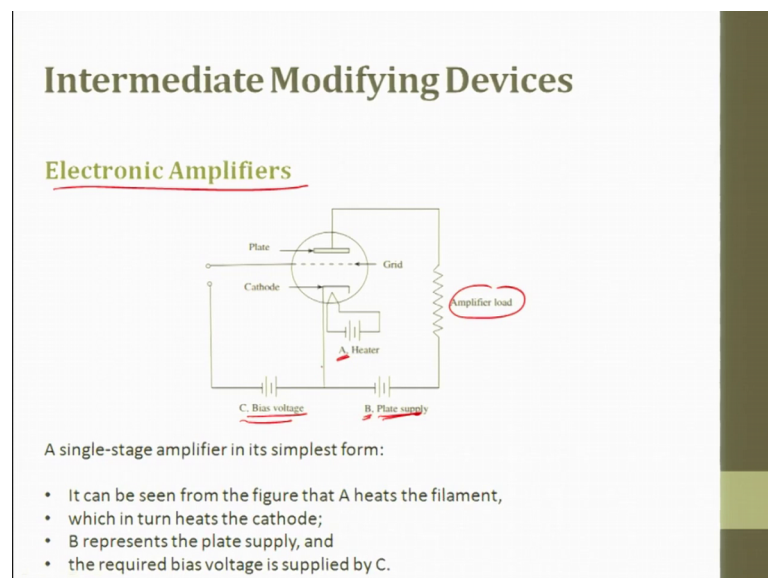 Intermediate Modifying Devices
Electronic Amplifiers
Plate
Grid
Cathode
Amplifier load
A. Heater
C. Bias voltage
B. Plate supply
A single-stage amplifier in its simplest form:
• It can be seen from the figure that A heats the filament,
• which in turn heats the cathode;
• B represents the plate supply, and
• the required bias voltage is supplied by C.